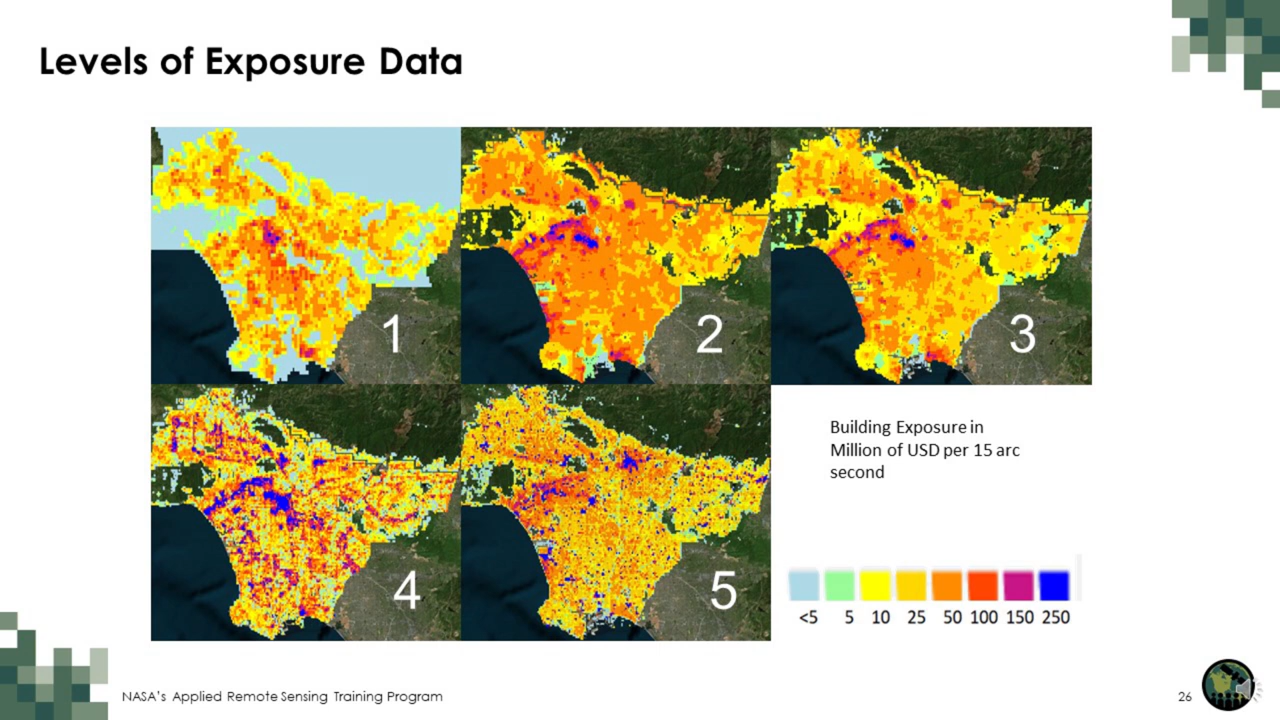 Levels of Exposure Data
1
2
3
4
5
Building Exposure in
Million of USD per 15 arc
second
<5 5 10 25 50 100 150 250
NASA's Applied Remote Sensing Training Program
26